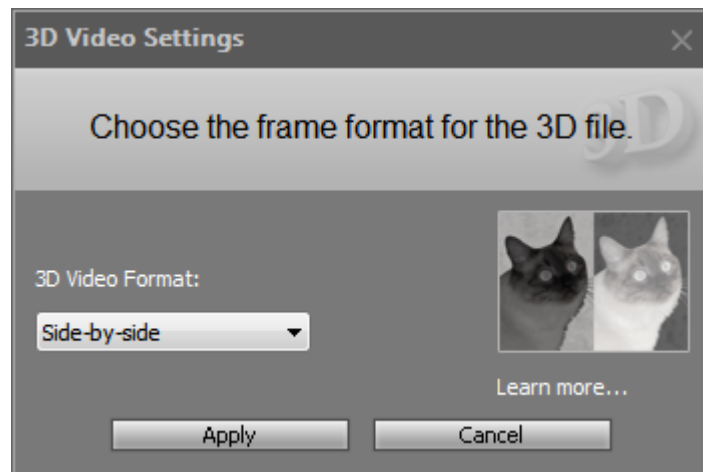 3D Video Settings
3D
Choose the frame format for the 3D file.
3D Video Format:
Side-by-side
Learn more...
Apply
Cancel